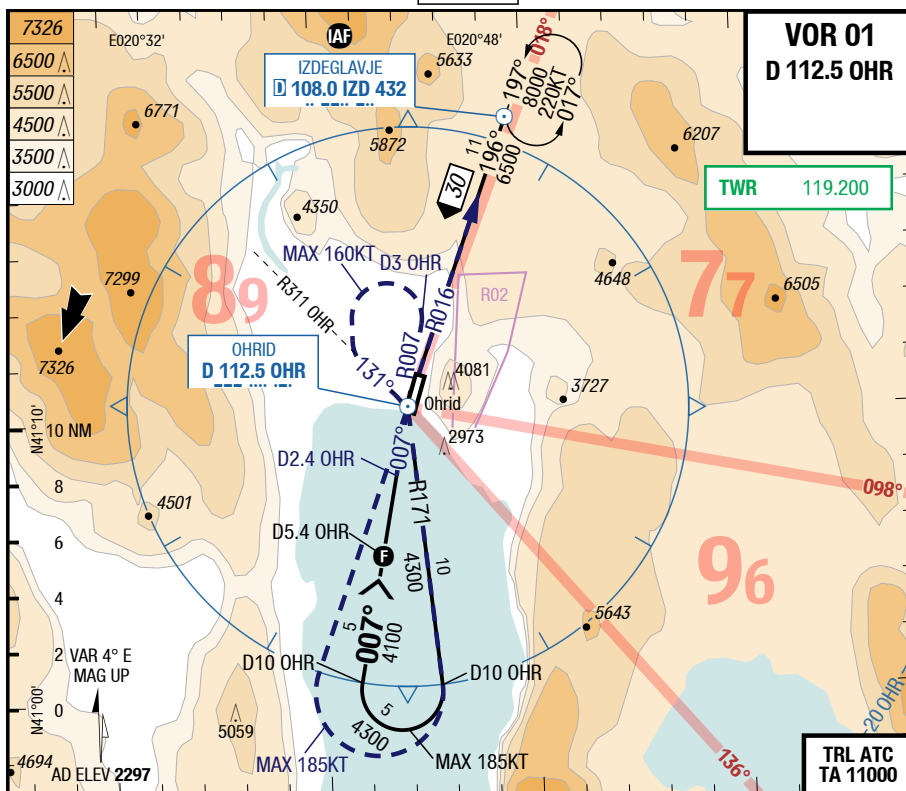 7326
6500
5500
4500
3500
3000
E020°32'
IAF
E020°48'
5633
018°
VOR 01
D 112.5 OHR
IZDEGLAVJE
D 108.0 IZD 432
197°
8000
220KT
017°
6771
5872
11
196°
6500
6207
TWR 119.200
30
4350
MAX 160KT
D3 OHR
4648
7299
89
R311 OHR
R016
R02
77
6505
7326
OHRID
D 112.5 OHR
131°
R007
4081
3727
Ohrid
N41°10'
10 NM
007°
2973
D2.4 OHR
8
R171
098°
4501
D5.4 OHR
6
F
10
4300
96
4
5
007°
4100
5643
VAR 4° E
MAG UP
2
D10 OHR
D10 OHR
N41°00'
0
5
4300
5059
-20 OHR
4694
AD ELEV 2297
MAX 185KT
MAX 185KT
136°
TRL ATC
TA 11000